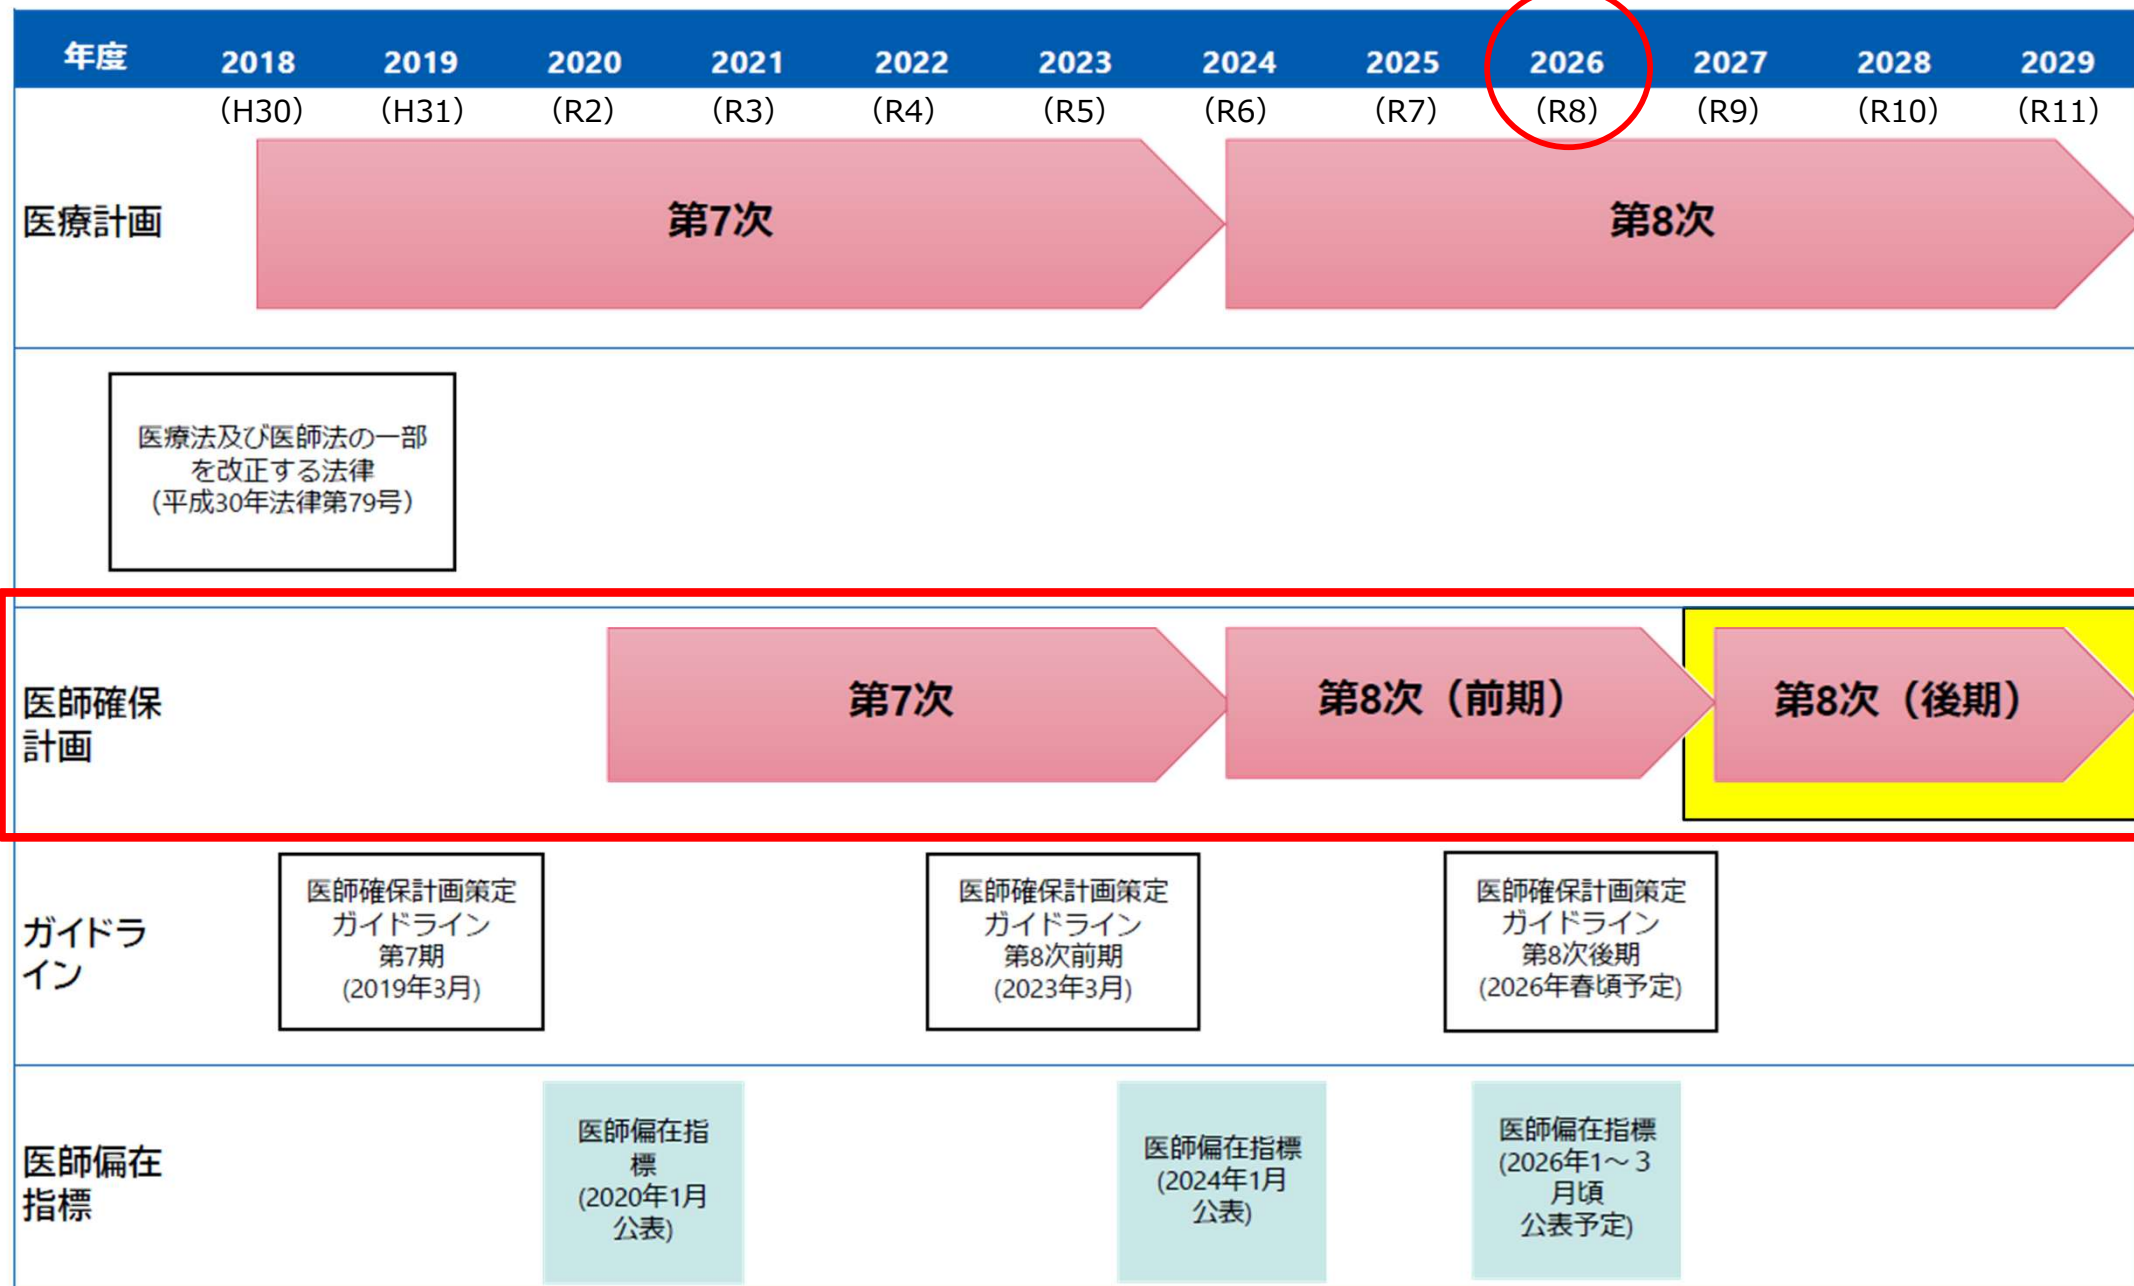 年度 2018 2019 2020 2021 2022 2023 2024 2025 2026 2027 2028 2029
（H30） （H31） （R2） （R3） （R4） （R5） （R6） （R7） （R8） （R9） （R10） （R11）
医療計画
第7次
第8次
医療法及び医師法の一部
を改正する法律
（平成30年法律第79号）
医師確保
計画
第7次
第8次（前期）
第8次（後期）
ガイドラ
イン
医師確保計画策定
ガイドライン
第7期
(2019年3月)
医師確保計画策定
ガイドライン
第8次前期
(2023年3月)
医師確保計画策定
ガイドライン
第8次後期
(2026年春頃予定)
医師偏在
指標
医師偏在指
標
(2020年1月
公表)
医師偏在指標
(2024年1月
公表)
医師偏在指標
(2026年1～３
月頃
公表予定)